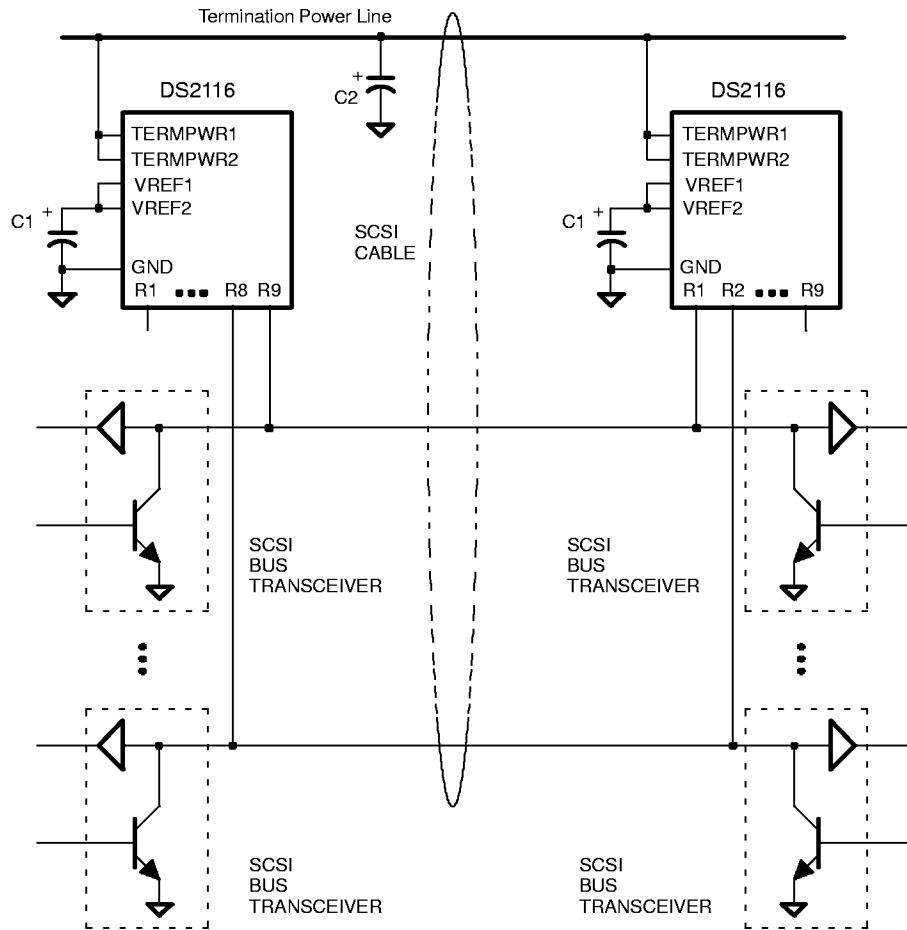 Termination Power Line
DS2116
TERMPWR1
TERMPWR2
VREF1
VREF2
GND
R1 R8 R9
+
C1
+
C2
SCSI
CABLE
DS2116
TERMPWR1
TERMPWR2
VREF1
VREF2
GND
R1 R2 R9
+
C1
SCSI
BUS
TRANSCEIVER
SCSI
BUS
TRANSCEIVER
SCSI
BUS
TRANSCEIVER
SCSI
BUS
TRANSCEIVER